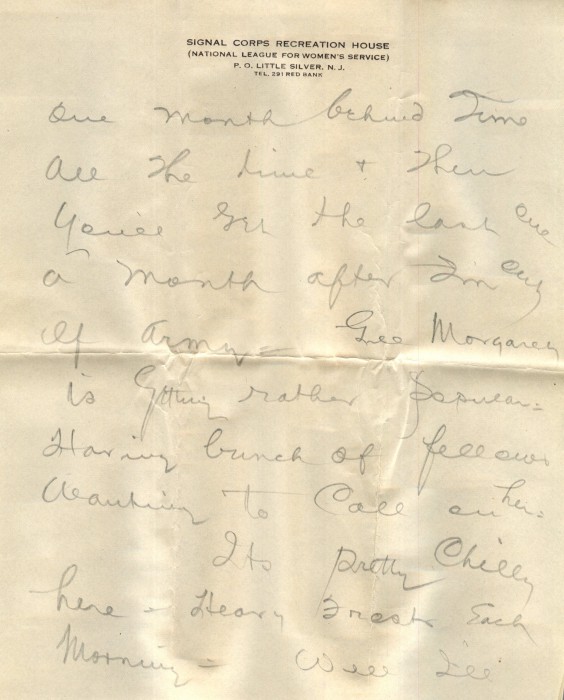 SIGNAL CORPS RECREATION HOUSE
(NATIONAL LEAGUE FOR WOMEN'S SERVICE)
P. O. LITTLE SILVER, N. J.
TEL, 291 RED BANK
One month behind Time
all the time & then
You'll get the last one
a month after I'm out
of army = Gee Morgaret
is getting rather popular =
Having bunch of fellows
Wanting to Call on her.
Its pretty Chilly
here - Heavy Frost Each
Morning = Well I'll